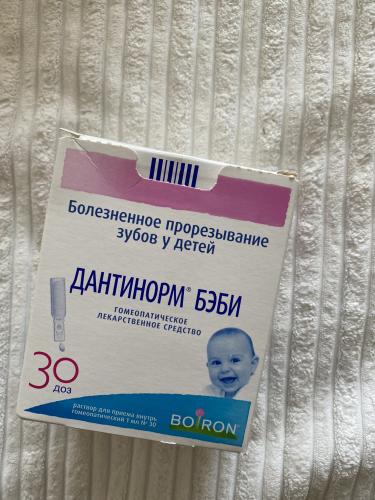 Болезненное прорезывание
зубов у детей
ДАНТИНОРМ® БЭБИ
ГОМЕОПАТИЧЕСКОЕ
ЛЕКАРСТВЕННОЕ СРЕДСТВО
30
доз
раствор для приема внутрь
гомеопатический 1 мл № 30
BOIRON